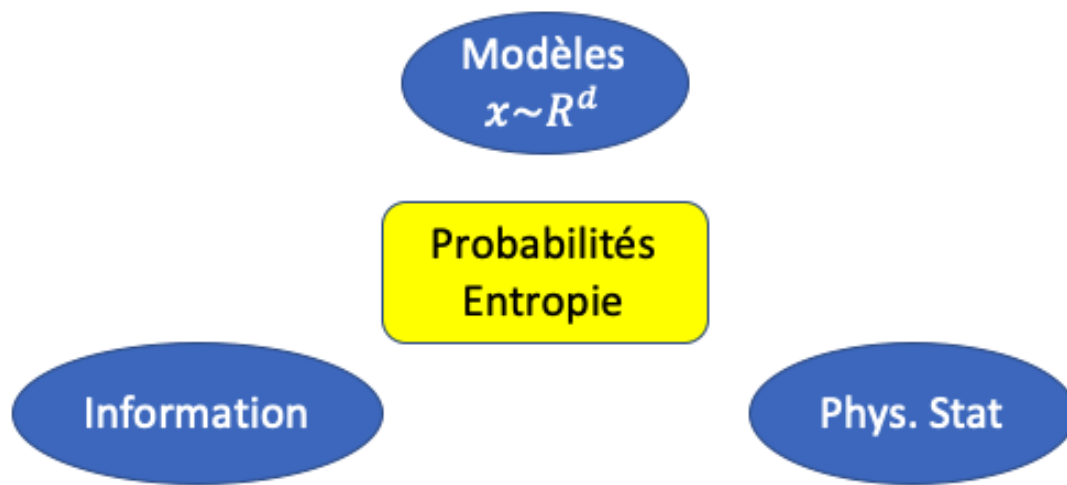 Modèles
x~R^d
Probabilités
Entropie
Information
Phys. Stat